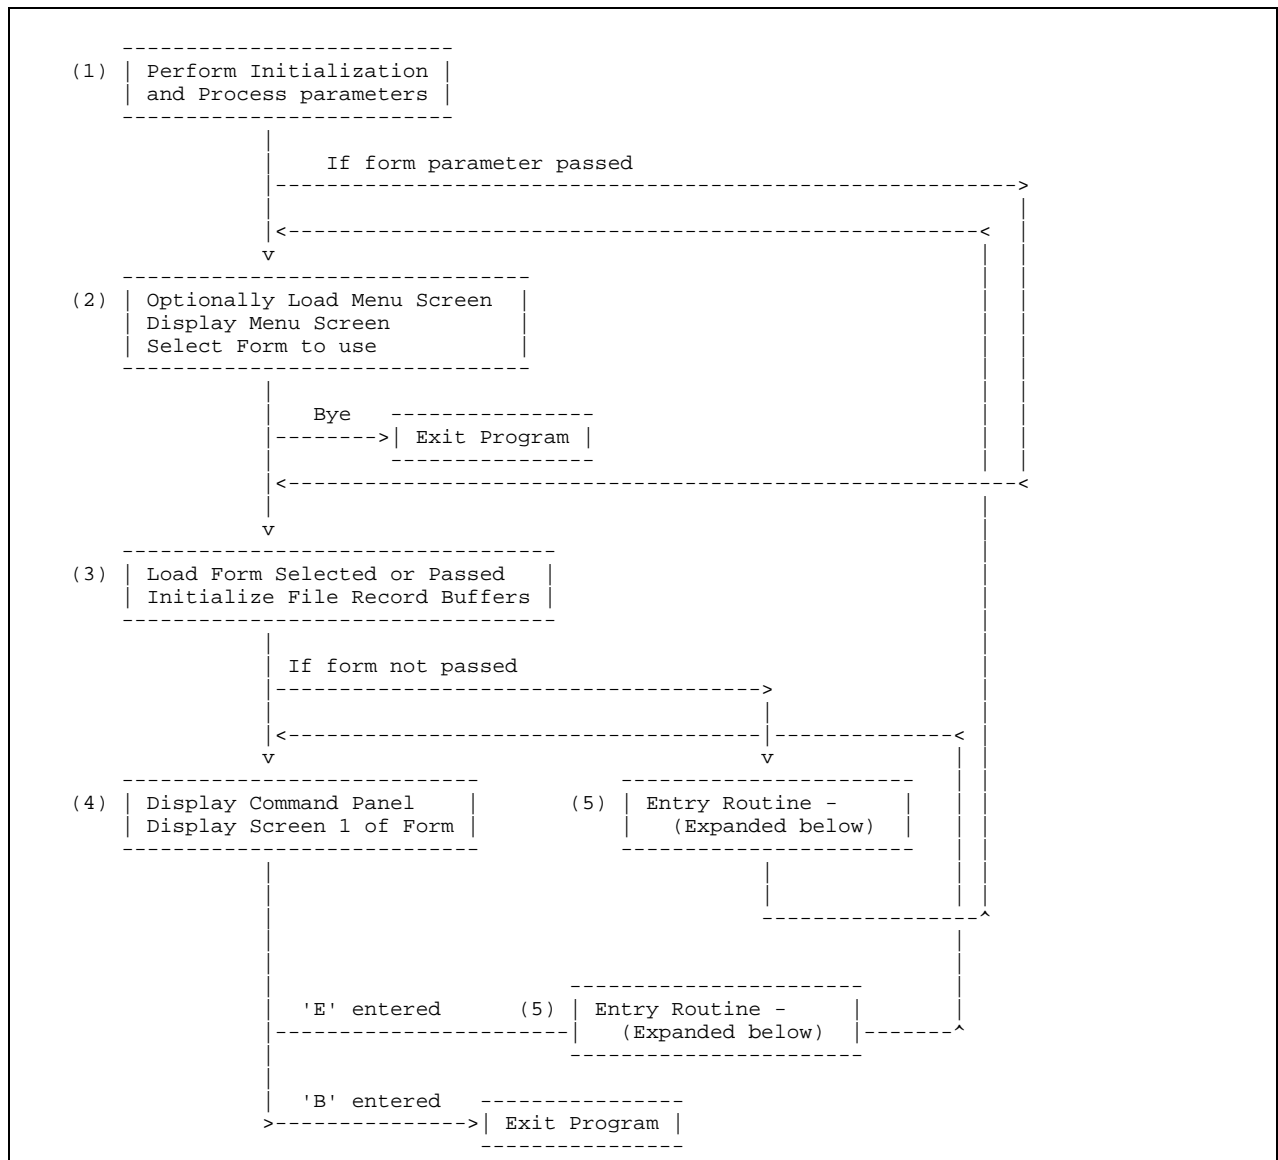 (1) Perform Initialization
and Process parameters
If form parameter passed
(2) Optionally Load Menu Screen
Display Menu Screen
Select Form to use
Bye
Exit Program
(3) Load Form Selected or Passed
Initialize File Record Buffers
If form not passed
(4) Display Command Panel (5) Entry Routine -
Display Screen 1 of Form (Expanded below)
'E' entered (5) Entry Routine -
(Expanded below)
'B' entered
Exit Program